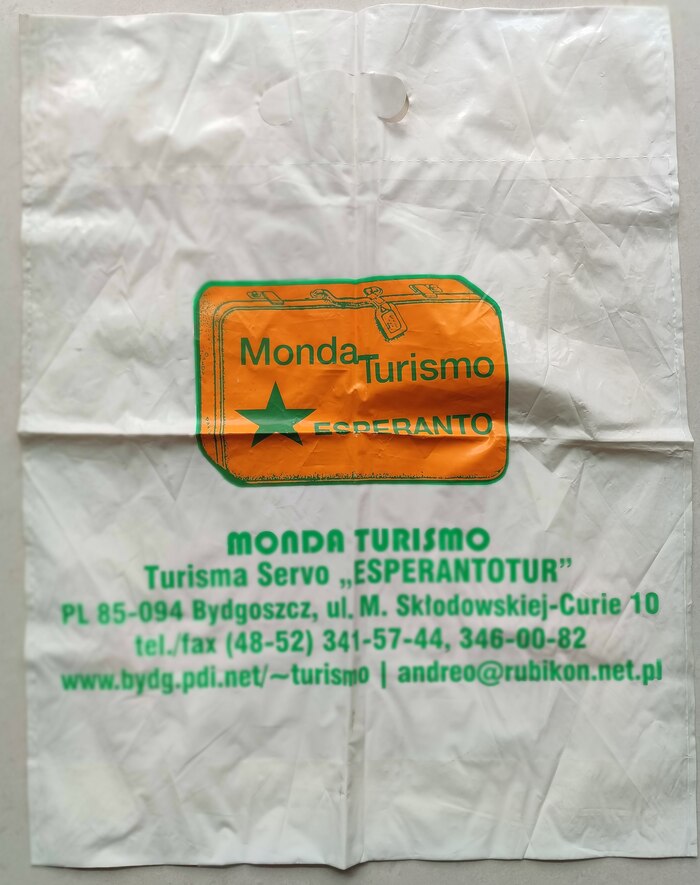 Monda Turismo
ESPERANTO
MONDA TURISMO
Turisma Servo „ESPERANTOTUR”
PL 85-094 Bydgoszcz, ul. M. Skłodowskiej-Curie 10
tel./fax (48-52) 341-57-44, 346-00-82
www.bydg.pdi.net/~turismo | andreo@rubikon.net.pl